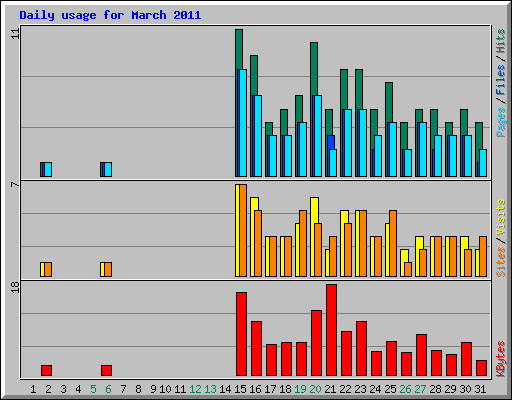 Daily usage for March 2011
11
7
18
Pages / Files / Hits
Sites / Visits
KBytes
1 2 3 4 5 6 7 8 9 10 11 12 13 14 15 16 17 18 19 20 21 22 23 24 25 26 27 28 29 30 31